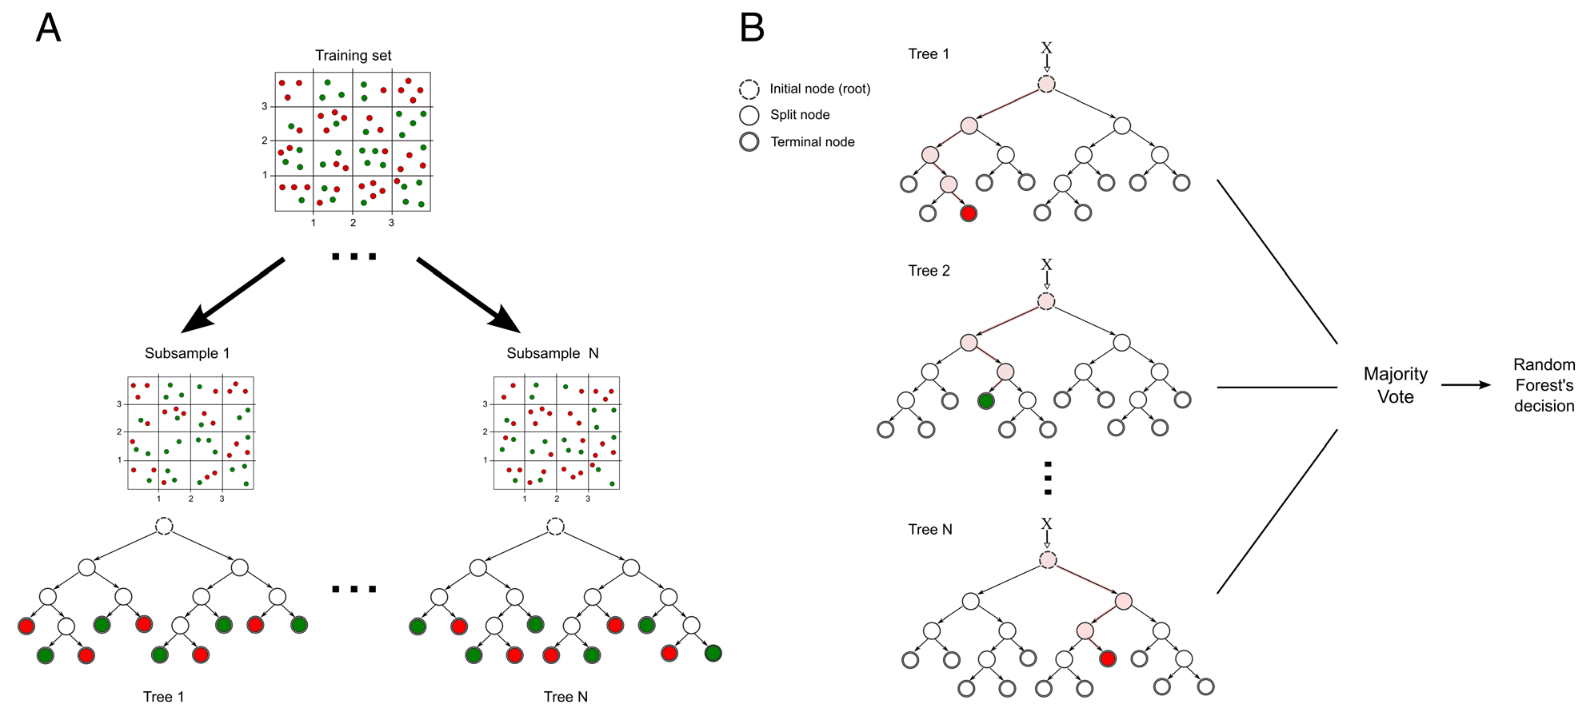 A
Training set
3
2
1
1 2 3
Subsample 1
3
2
1
1 2 3
Tree 1
Subsample N
3
2
1
1 2 3
Tree N
B
Initial node (root)
Split node
Terminal node
Tree 1
X
Tree 2
X
Tree N
X
Majority
Vote
Random
Forest's
decision